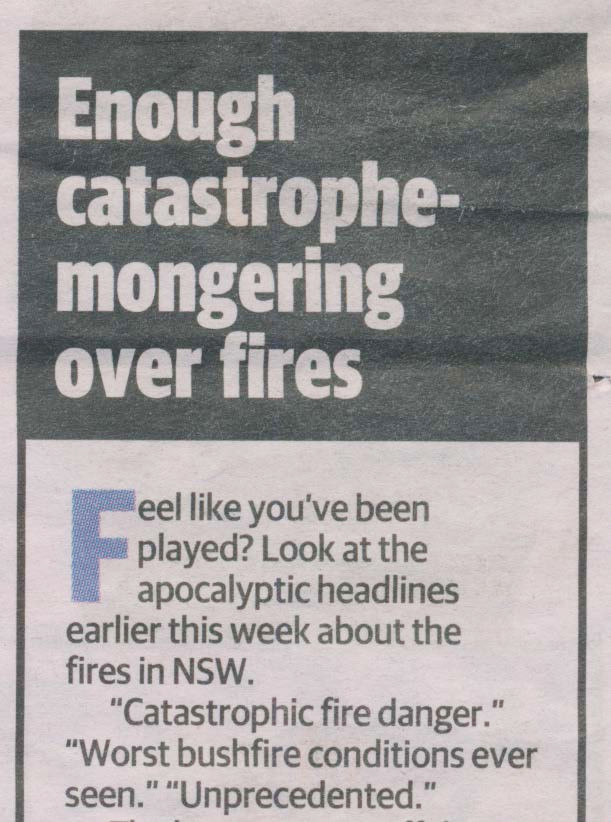 Enough
catastrophe-
mongering
over fires
Feel like you've been
played? Look at the
apocalyptic headlines
earlier this week about the
fires in NSW.
"Catastrophic fire danger."
"Worst bushfire conditions ever
seen." "Unprecedented."